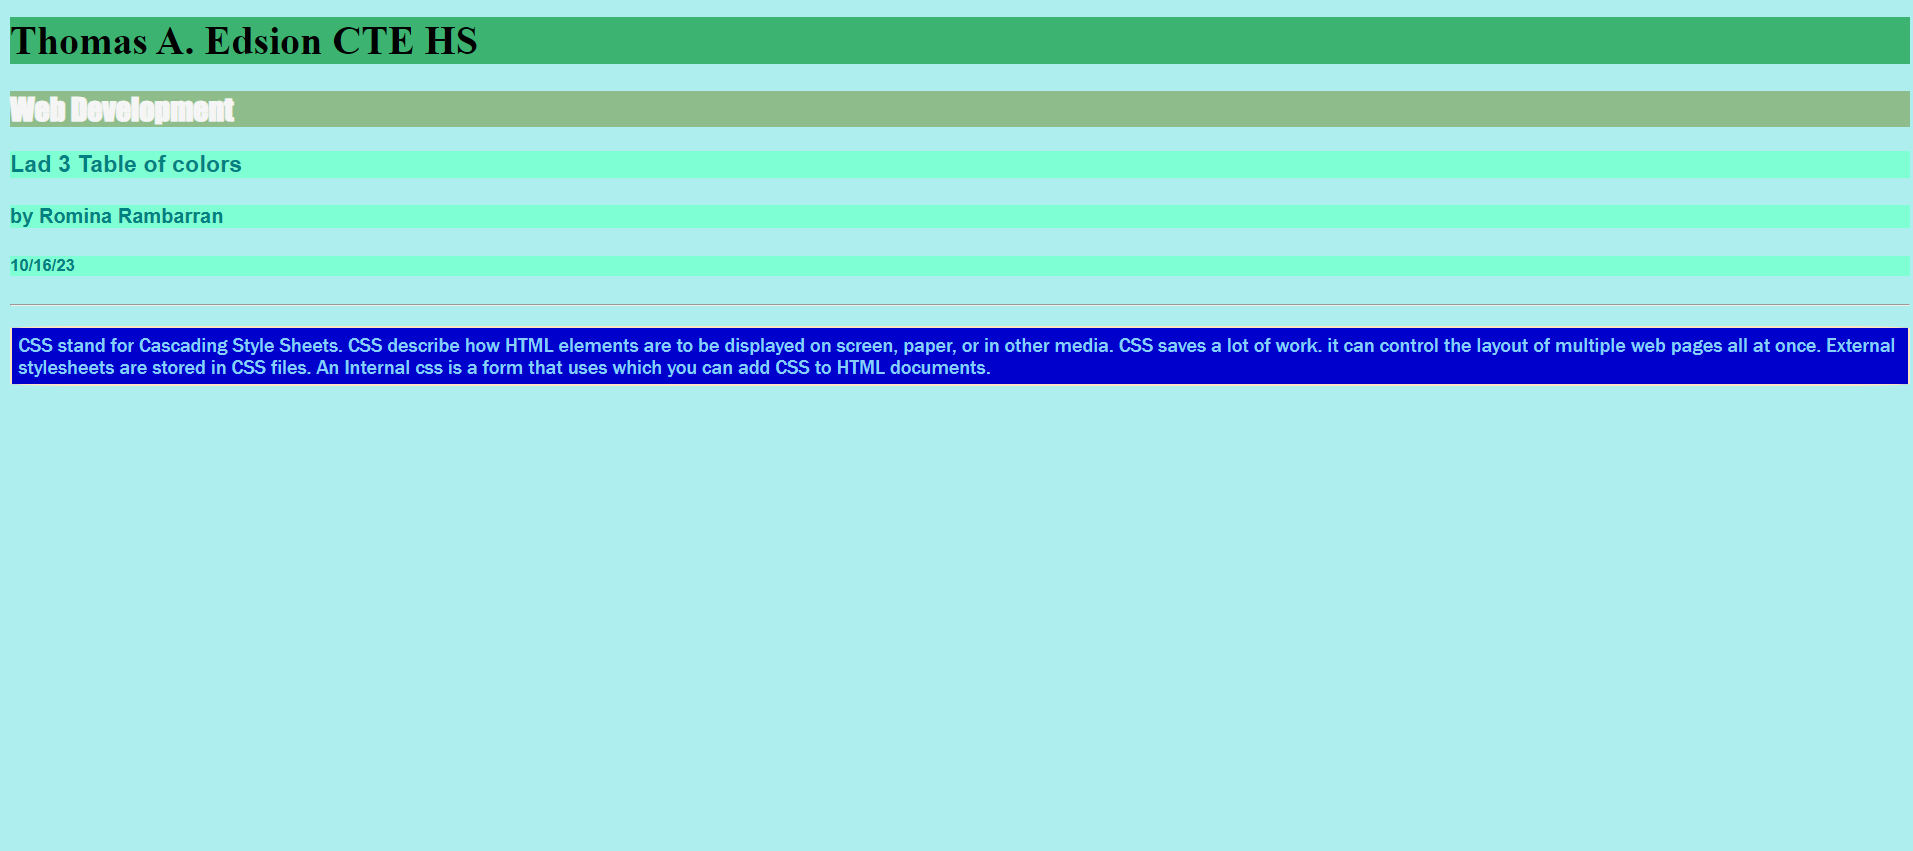 Thomas A. Edsion CTE HS
Web Development
Lad 3 Table of colors
by Romina Rambarran
10/16/23
CSS stand for Cascading Style Sheets. CSS describe how HTML elements are to be displayed on screen, paper, or in other media. CSS saves a lot of work. it can control the layout of multiple web pages all at once. External
stylesheets are stored in CSS files. An Internal css is a form that uses which you can add CSS to HTML documents.